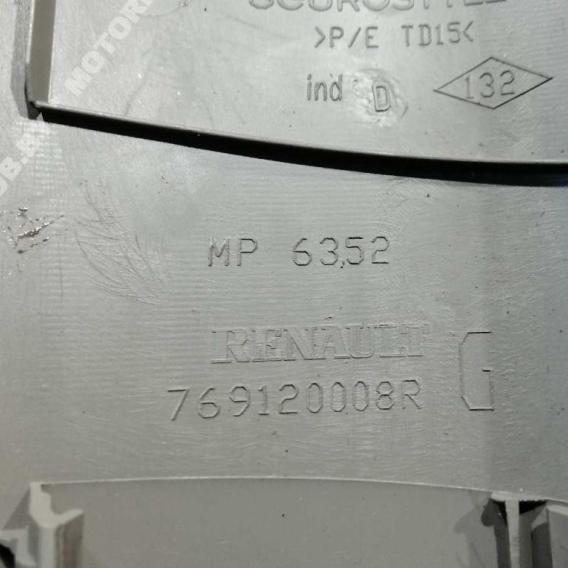 >P/E TD15<
ind D 132
MP 6352
RENAULT
G
769120008R